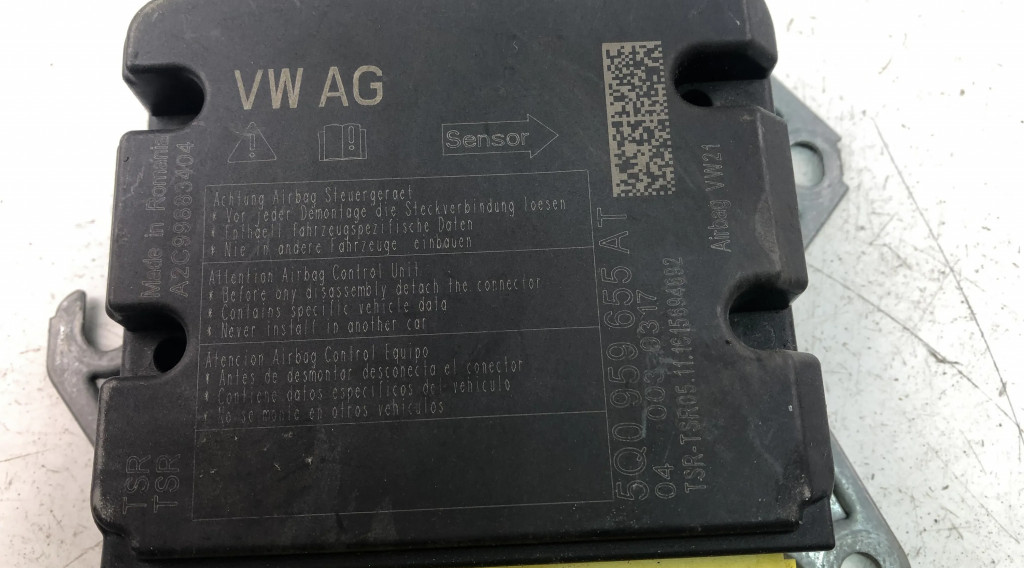 VW AG
Sensor
Achtung Airbag Steuergeraet
* Vor jeder Demontage die Steckverbindung loesen
* Enthaelt fahrzeugspezifische Daten
* Nie in andere Fahrzeuge einbauen
Attention Airbag Control Unit
* Before any disassembly detach the connector
* Contains specific vehicle data
* Never install in another car
Atencion Airbag Control Equipo
* Antes de desmontar desconecta el conector
* Contiene datos especificos del vehiculo
* No se monte en otros vehiculos
Made in Romania
A2C99883404
TSR
TSR
5Q0 959 655 AT
04 003 0317
Airbag VW21